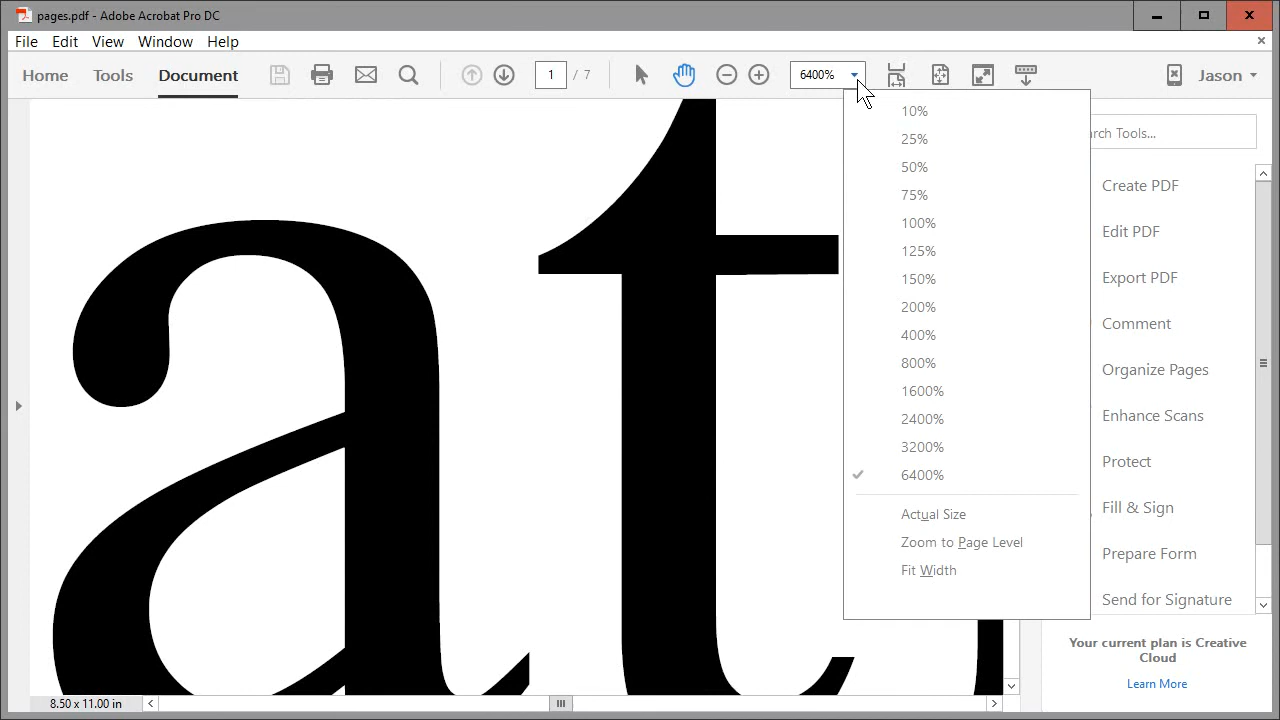 pages.pdf - Adobe Acrobat Pro DC
File Edit View Window Help
Home Tools Document 1 / 7 6400% Jason
10%
25%
50%
75%
100%
125%
150%
200%
400%
800%
1600%
2400%
3200%
6400%
Actual Size
Zoom to Page Level
Fit Width
at
rch Tools...
Create PDF
Edit PDF
Export PDF
Comment
Organize Pages
Enhance Scans
Protect
Fill & Sign
Prepare Form
Send for Signature
Your current plan is Creative
Cloud
Learn More
8.50 x 11.00 in